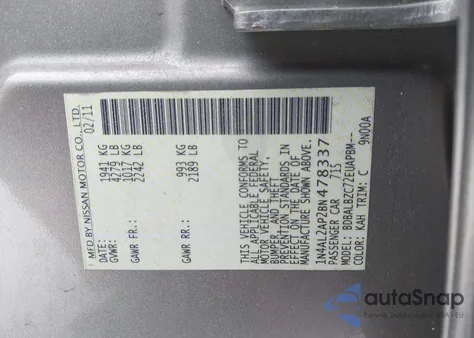 MFD BY NISSAN MOTOR CO., LTD.
02/11
GVWR: 1941 KG
4279 LB
GAWR FR.: 1017 KG
2242 LB
GAWR RR.: 993 KG
2189 LB
THIS VEHICLE CONFORMS TO
ALL APPLICABLE FEDERAL
MOTOR VEHICLE SAFETY,
BUMPER, AND THEFT
PREVENTION STANDARDS IN
EFFECT ON THE DATE OF
MANUFACTURE SHOWN ABOVE.
1N4AL2AP2BN478337
PASSENGER CAR 715
MODEL: BDBALBZC7ZEUAPBM--
COLOR: KAH TRIM: C 9N00A
autoSnap